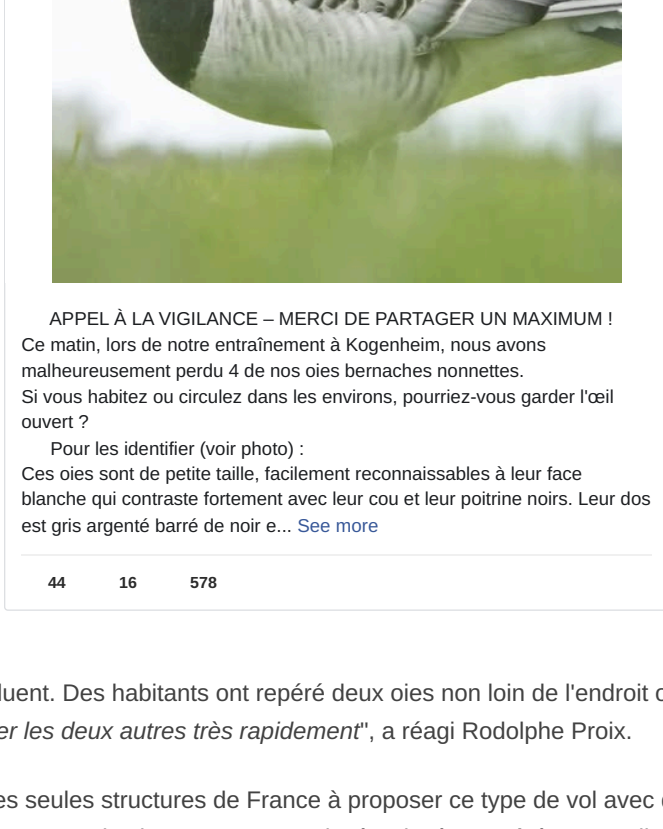 APPEL À LA VIGILANCE – MERCI DE PARTAGER UN MAXIMUM !
Ce matin, lors de notre entraînement à Kogenheim, nous avons
malheureusement perdu 4 de nos oies bernaches nonnettes.
Si vous habitez ou circulez dans les environs, pourriez-vous garder l'œil
ouvert ?
Pour les identifier (voir photo) :
Ces oies sont de petite taille, facilement reconnaissables à leur face
blanche qui contraste fortement avec leur cou et leur poitrine noirs. Leur dos
est gris argenté barré de noir e... See more
44 16 578
luent. Des habitants ont repéré deux oies non loin de l'endroit
er les deux autres très rapidement", a réagi Rodolphe Proix.
es seules structures de France à proposer ce type de vol avec